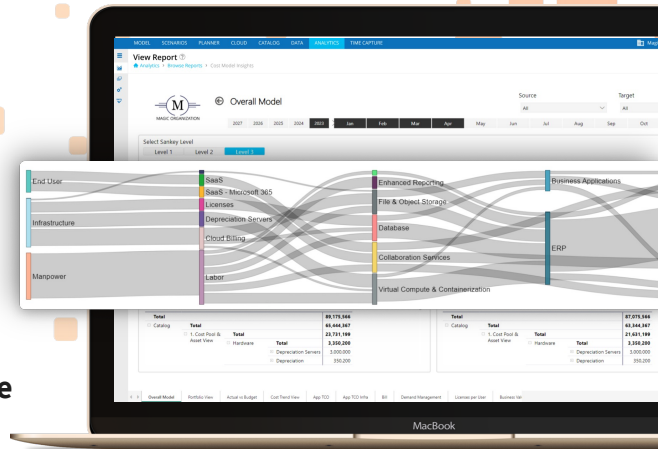 MODEL SCENARIOS PLANNER CLOUD CATALOG DATA ANALYTICS TIME CAPTURE
View Report
Analytics > Browse Reports > Cost Model Insights
M
MAGIC ORGANIZATION
Overall Model
Source Target
All All
2027 2026 2025 2024 2023 Jan Feb Mar Apr May Jun Jul Aug Sep Oct
Select Sankey Level
Level 1 Level 2 Level 3
End User
Infrastructure
Manpower
SaaS
SaaS - Microsoft 365
Licenses
Depreciation Servers
Cloud Billing
Labor
Enhanced Reporting
File & Object Storage
Database
Collaboration Services
Virtual Compute & Containerization
Business Applications
ERP
Total 89,175,566
Catalog Total 65,444,367
1. Cost Pool & Asset View Total 23,731,199
Hardware Total 3,350,200
Depreciation Servers 3,000,000
Depreciation 350,200
Total 87,075,566
Catalog Total 63,344,367
1. Cost Pool & Asset View Total 21,631,199
Hardware Total 3,350,200
Depreciation Servers 3,000,000
Depreciation 350,200
Overall Model Portfolio View Actual vs Budget Cost Trend View App TCO App TCO Infra Bill Demand Management Licenses per User
e
MacBook